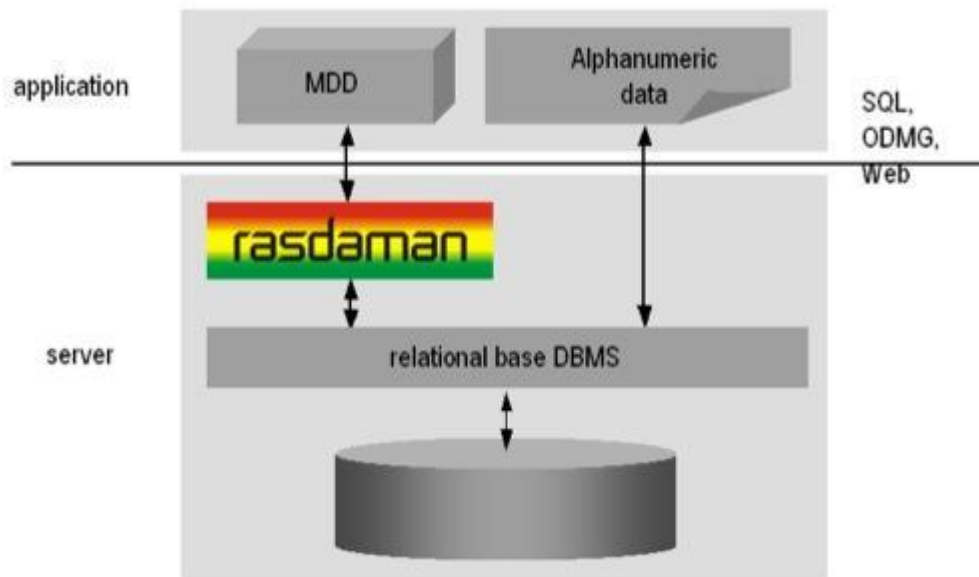 application
MDD
Alphanumeric
data
SQL,
ODMG,
Web
rasdaman
server
relational base DBMS